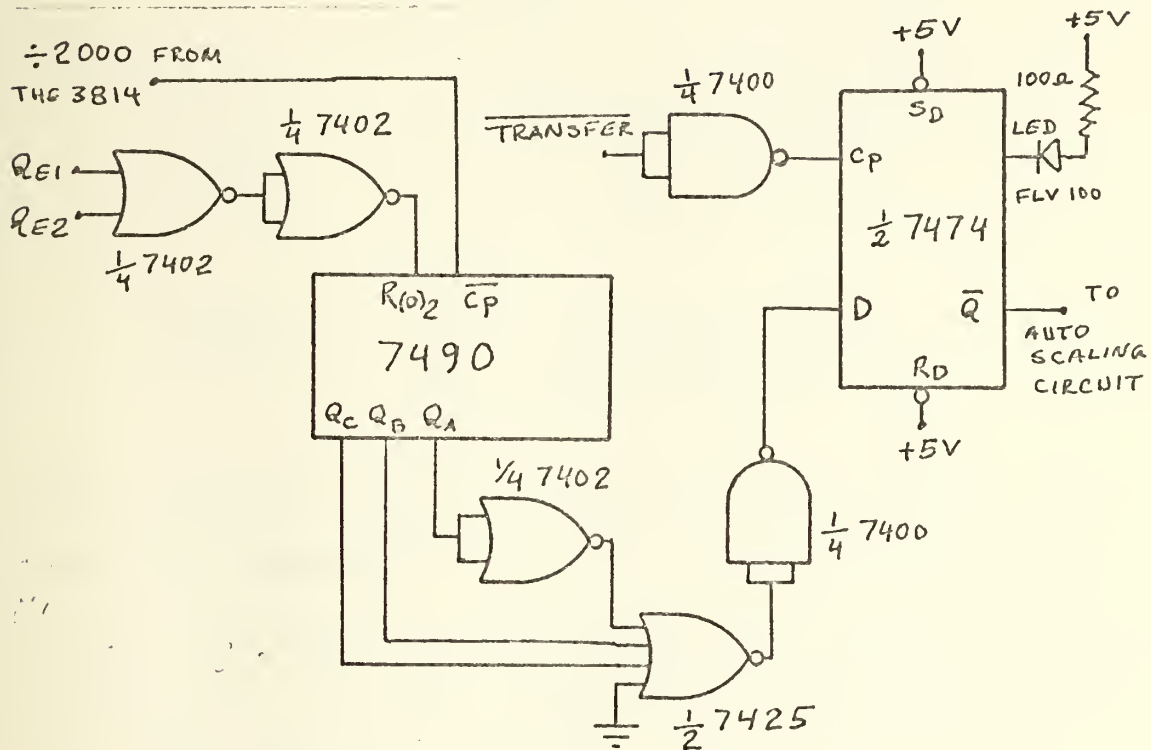 ÷2000 FROM
THE 3814
QE1
QE2
1/4 7402
1/4 7402
TRANSFER
1/4 7400
+5V
+5V
100Ω
LED
FLV 100
SD
CP
1/2 7474
D
Q̅
RD
+5V
TO
AUTO
SCALING
CIRCUIT
R(0)2 C̅P̅
7490
QC QB QA
1/4 7402
1/4 7400
1/2 7425